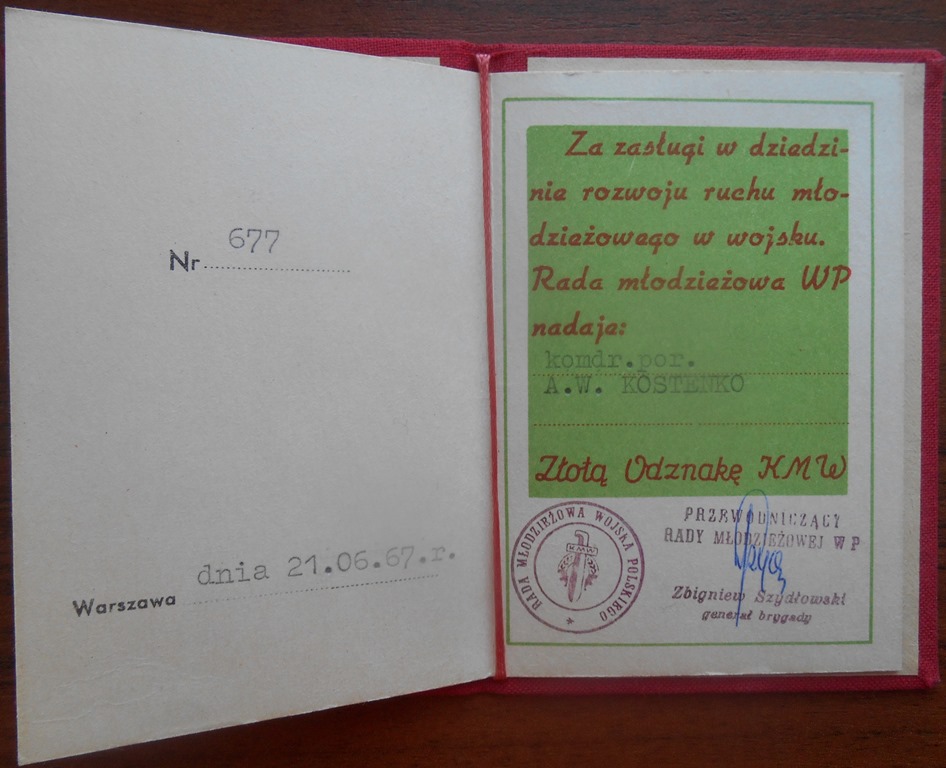 Nr 677
Warszawa dnia 21.06.67.r.
Za zasługi w dziedzi-
nie rozwoju ruchu mło-
dzieżowego w wojsku.
Rada młodzieżowa WP
nadaje:
komdr.por.
A.W. KOSTENKO
Złotą Odznakę KMW
RADA MŁODZIEŻOWA WOJSKA POLSKIEGO
KMW
PRZEWODNICZĄCY
RADY MŁODZIEŻOWEJ WP
Zbigniew Szydłowski
generał brygady